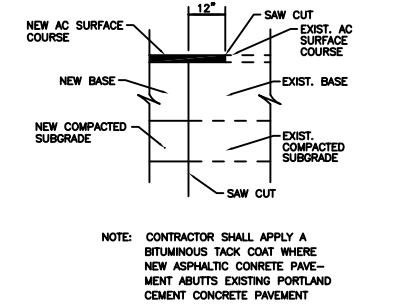 12"
SAW CUT
NEW AC SURFACE
COURSE
EXIST. AC
SURFACE
COURSE
NEW BASE
EXIST. BASE
NEW COMPACTED
SUBGRADE
EXIST.
COMPACTED
SUBGRADE
SAW CUT
NOTE: CONTRACTOR SHALL APPLY A
BITUMINOUS TACK COAT WHERE
NEW ASPHALTIC CONRETE PAVE-
MENT ABUTTS EXISTING PORTLAND
CEMENT CONCRETE PAVEMENT